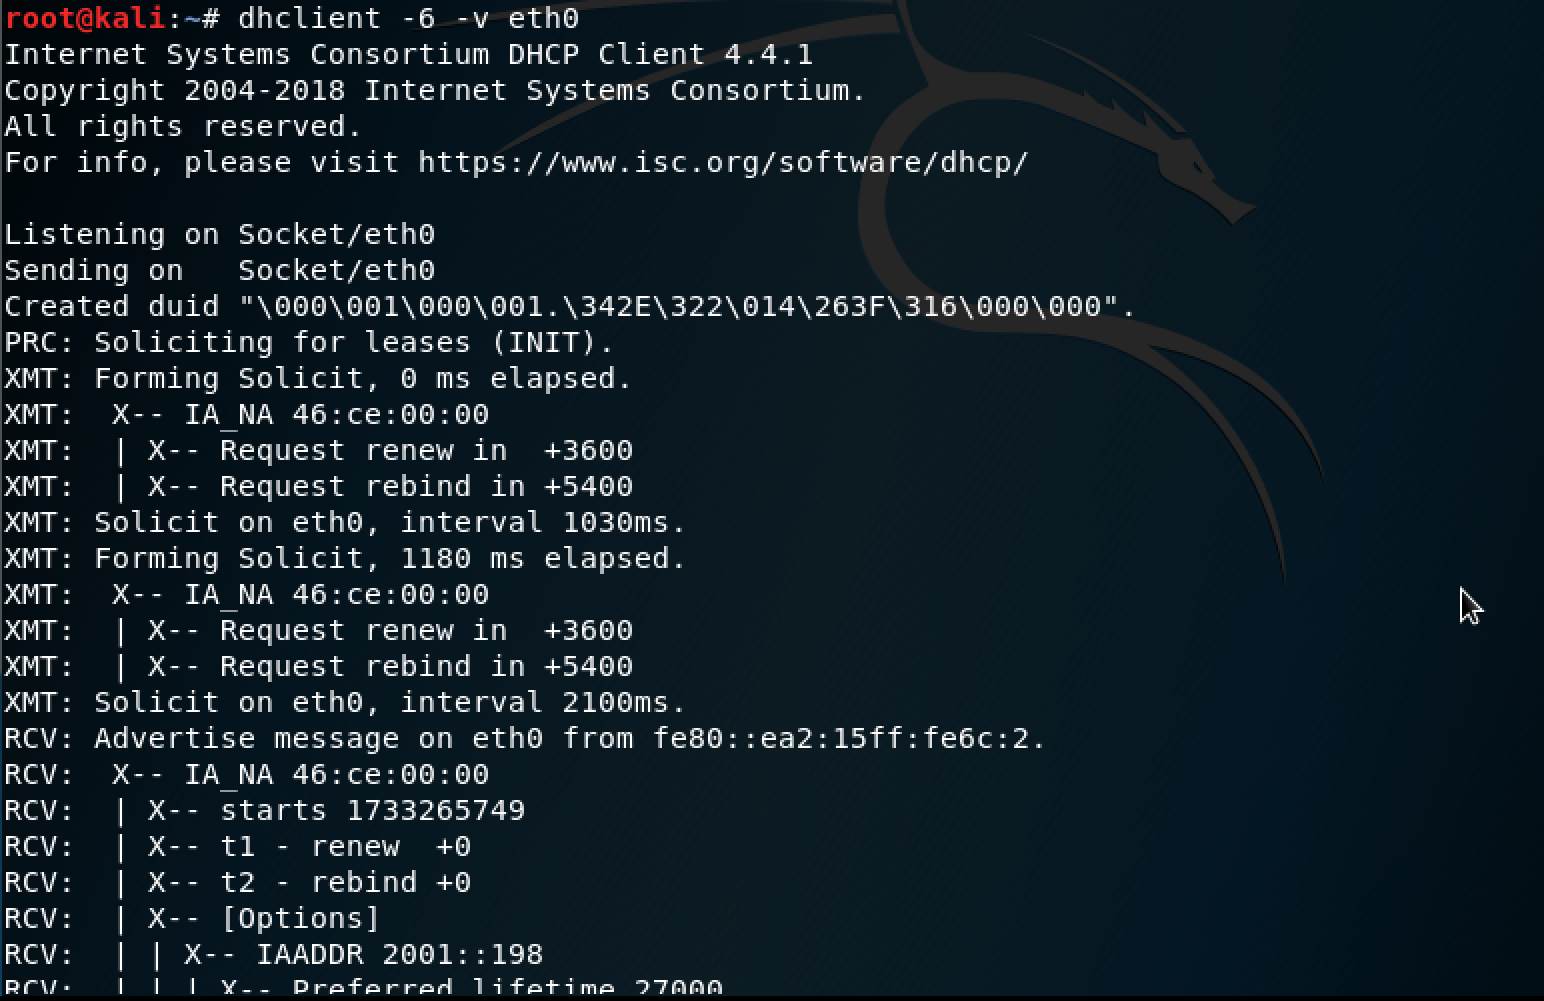 root@kali:~# dhclient -6 -v eth0
Internet Systems Consortium DHCP Client 4.4.1
Copyright 2004-2018 Internet Systems Consortium.
All rights reserved.
For info, please visit https://www.isc.org/software/dhcp/

Listening on Socket/eth0
Sending on   Socket/eth0
Created duid "\000\001\000\001.\342E\322\014\263F\316\000\000".
PRC: Soliciting for leases (INIT).
XMT: Forming Solicit, 0 ms elapsed.
XMT:  X-- IA_NA 46:ce:00:00
XMT:  | X-- Request renew in  +3600
XMT:  | X-- Request rebind in +5400
XMT: Solicit on eth0, interval 1030ms.
XMT: Forming Solicit, 1180 ms elapsed.
XMT:  X-- IA_NA 46:ce:00:00
XMT:  | X-- Request renew in  +3600
XMT:  | X-- Request rebind in +5400
XMT: Solicit on eth0, interval 2100ms.
RCV: Advertise message on eth0 from fe80::ea2:15ff:fe6c:2.
RCV:  X-- IA_NA 46:ce:00:00
RCV:  | X-- starts 1733265749
RCV:  | X-- t1 - renew  +0
RCV:  | X-- t2 - rebind +0
RCV:  | X-- [Options]
RCV:  | | X-- IAADDR 2001::198
RCV:  | | | X-- Preferred lifetime 27000